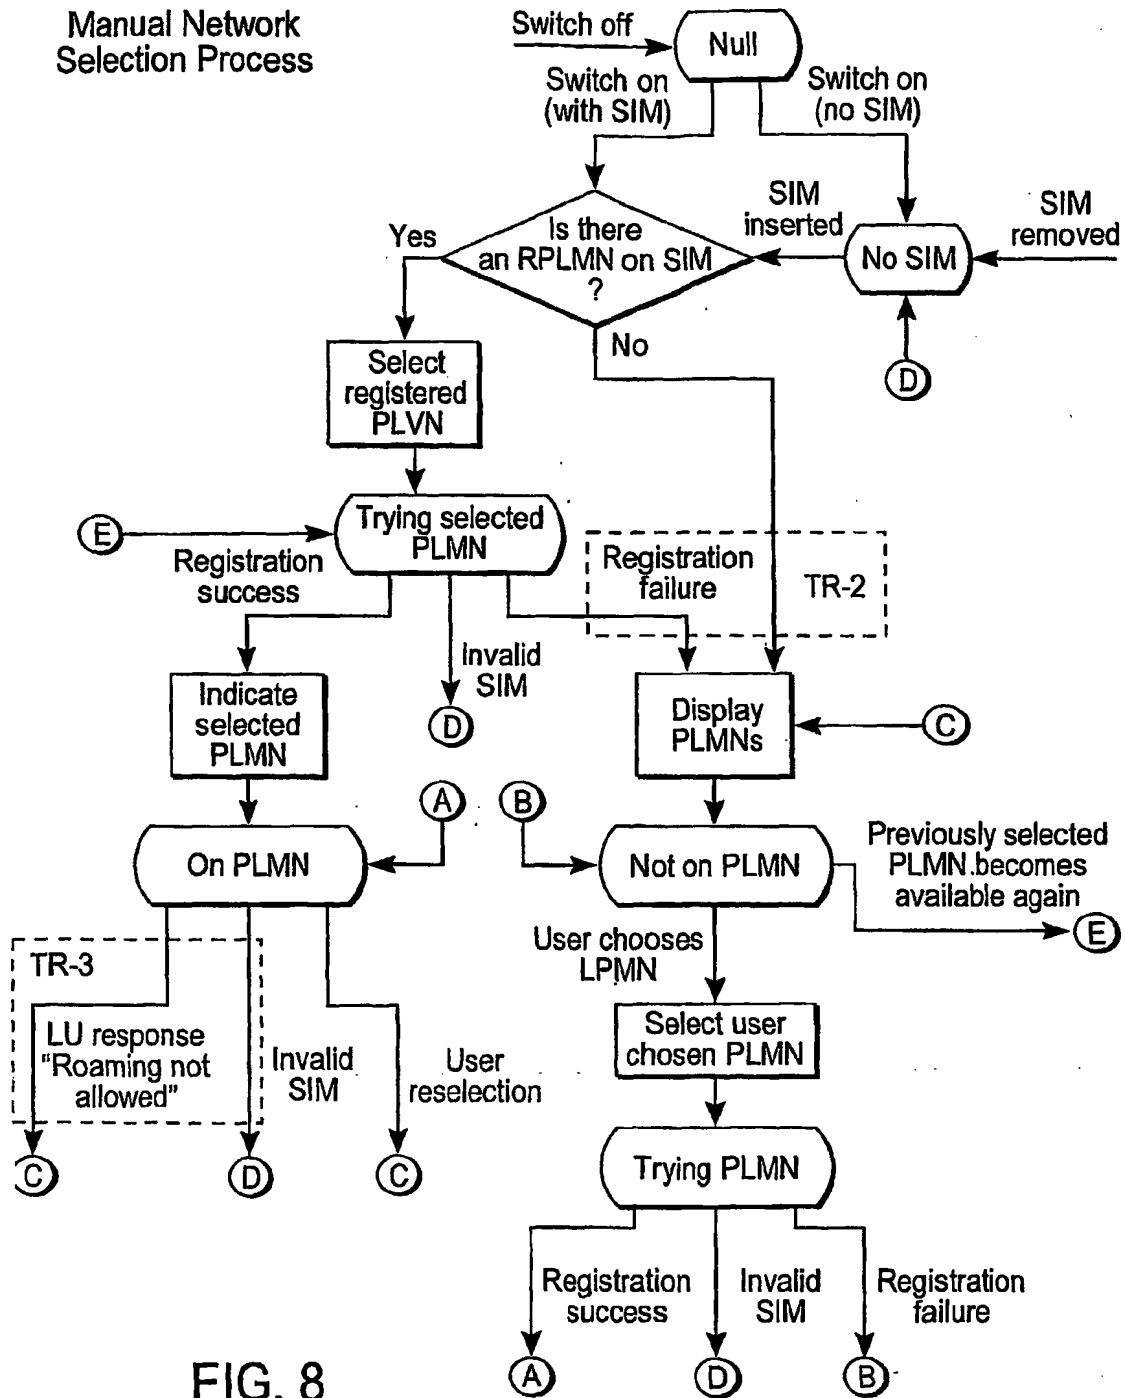 Manual Network
Selection Process
Switch off
Null
Switch on
(with SIM)
Switch on
(no SIM)
Is there
an RPLMN on SIM
?
Yes
No
SIM
inserted
No SIM
SIM
removed
D
Select
registered
PLVN
E
Trying selected
PLMN
Registration
success
Invalid
SIM
D
Registration
failure
TR-2
Indicate
selected
PLMN
Display
PLMNs
C
A
B
On PLMN
Not on PLMN
Previously selected
PLMN.becomes
available again
E
TR-3
LU response
"Roaming not
allowed"
Invalid
SIM
User
reselection
C
D
C
User chooses
LPMN
Select user
chosen PLMN
Trying PLMN
Registration
success
Invalid
SIM
Registration
failure
A
D
B
FIG. 8